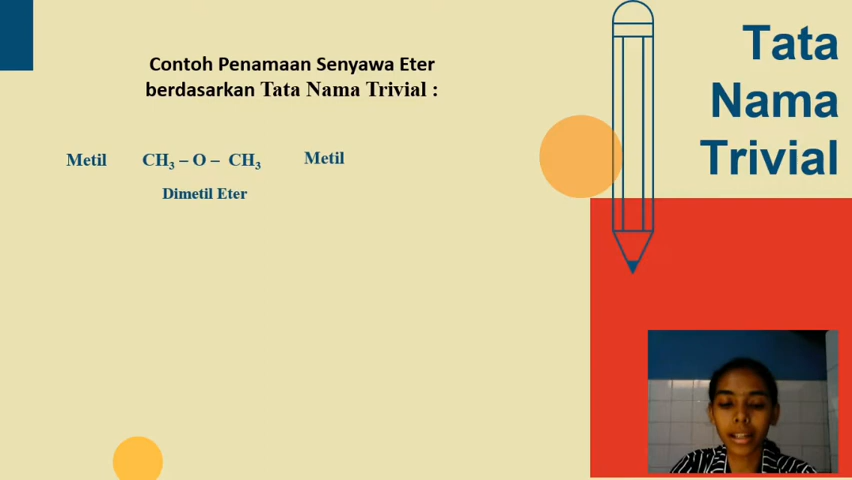 Contoh Penamaan Senyawa Eter
berdasarkan Tata Nama Trivial :
Tata
Nama
Trivial
Metil CH₃ – O – CH₃ Metil
Dimetil Eter